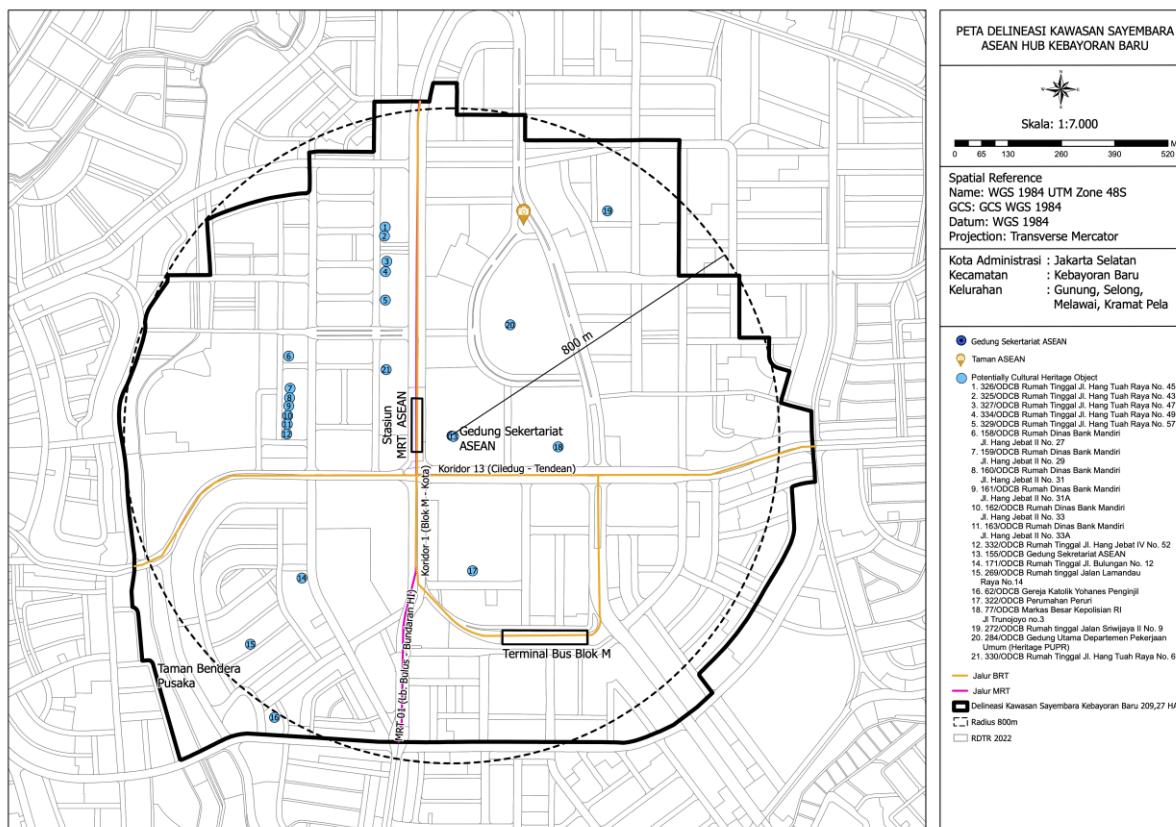 PETA DELINEASI KAWASAN SAYEMBARA
ASEAN HUB KEBAYORAN BARU
N
W
E
S
Skala: 1:7.000
M
0 65 130 260 390 520
Spatial Reference
Name: WGS 1984 UTM Zone 48S
GCS: GCS WGS 1984
Datum: WGS 1984
Projection: Transverse Mercator
Kota Administrasi : Jakarta Selatan
Kecamatan : Kebayoran Baru
Kelurahan : Gunung, Selong,
Melawai, Kramat Pela
Gedung Sekertariat ASEAN
Taman ASEAN
Potentially Cultural Heritage Object
1. 326/ODCB Rumah Tinggal Jl. Hang Tuah Raya No. 45
2. 325/ODCB Rumah Tinggal Jl. Hang Tuah Raya No. 43
3. 327/ODCB Rumah Tinggal Jl. Hang Tuah Raya No. 47
4. 334/ODCB Rumah Tinggal Jl. Hang Tuah Raya No. 49
5. 329/ODCB Rumah Tinggal Jl. Hang Tuah Raya No. 57
6. 158/ODCB Rumah Dinas Bank Mandiri
Jl. Hang Jebat II No. 27
7. 159/ODCB Rumah Dinas Bank Mandiri
Jl. Hang Jebat II No. 29
8. 160/ODCB Rumah Dinas Bank Mandiri
Jl. Hang Jebat II No. 31
9. 161/ODCB Rumah Dinas Bank Mandiri
Jl. Hang Jebat II No. 31A
10. 162/ODCB Rumah Dinas Bank Mandiri
Jl. Hang Jebat II No. 33
11. 163/ODCB Rumah Dinas Bank Mandiri
Jl. Hang Jebat II No. 33A
12. 332/ODCB Rumah Tinggal Jl. Hang Jebat IV No. 52
13. 155/ODCB Gedung Sekretariat ASEAN
14. 171/ODCB Rumah Tinggal Jl. Bulungan No. 12
15. 269/ODCB Rumah tinggal Jalan Lamandau
Raya No.14
16. 62/ODCB Gereja Katolik Yohanes Penginjil
17. 322/ODCB Perumahan Peruri
18. 77/ODCB Markas Besar Kepolisian RI
Jl Trunojoyo no.3
19. 272/ODCB Rumah tinggal Jalan Sriwijaya II No. 9
20. 284/ODCB Gedung Utama Departemen Pekerjaan
Umum (Heritage PUPR)
21. 330/ODCB Rumah Tinggal Jl. Hang Tuah Raya No. 6
Jalur BRT
Jalur MRT
Delineasi Kawasan Sayembara Kebayoran Baru 209,27 HA
Radius 800m
RDTR 2022
1
2
3
4
5
19
20
800 m
6
21
7
8
9
10
11
12
Stasiun
MRT ASEAN
13
Gedung Sekertariat
ASEAN
18
Koridor 13 (Ciledug - Tendean)
Koridor 1 (Blok M - Kota)
14
17
15
Terminal Bus Blok M
Taman Bendera
Pusaka
MRT-01 (Lb. Bulus - Bundaran HI)
16